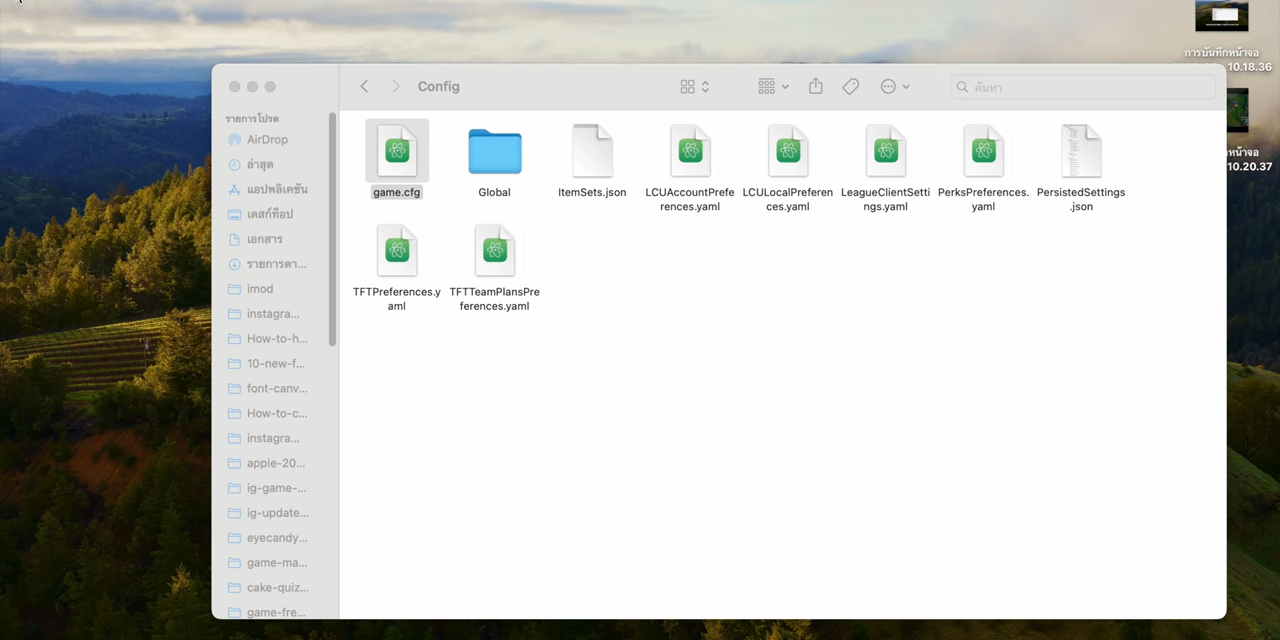 การบันทึกหน้าจอ
10.18.36
Config
ค้นหา
รายการโปรด
AirDrop
ล่าสุด
แอปพลิเคชัน
เดสก์ท็อป
เอกสาร
รายการดา...
imod
instagra...
How-to-h...
10-new-f...
font-canv...
How-to-c...
instagra...
apple-20...
ig-game-...
ig-update...
eyecandy...
game-ma...
cake-quiz...
game-fre...
game.cfg
Global
ItemSets.json
LCUAccountPrefe
rences.yaml
LCULocalPreferen
ces.yaml
LeagueClientSetti
ngs.yaml
PerksPreferences.
yaml
PersistedSettings
.json
TFTPreferences.y
aml
TFTTeamPlansPre
ferences.yaml
หน้าจอ
10.20.37